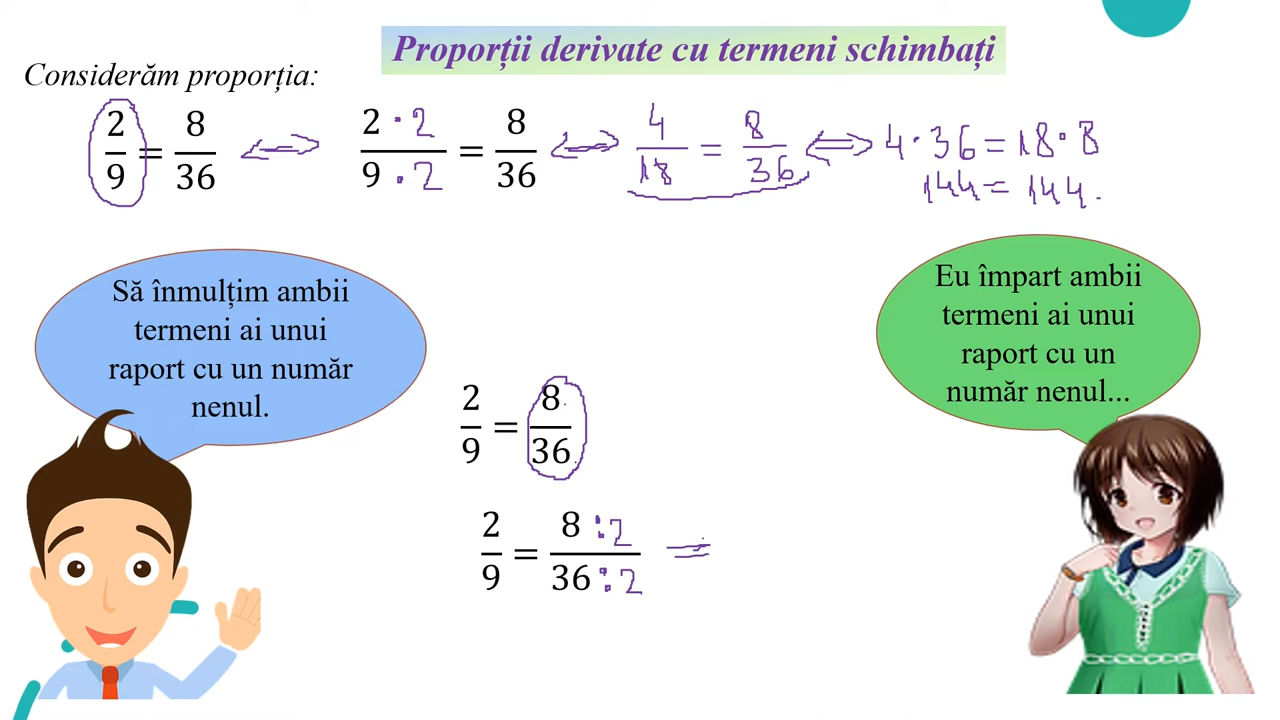 Proporții derivate cu termeni schimbați
Considerăm proporția:
2/9 = 8/36 ⟷ 2 · 2 / 9 · 2 = 8/36 ⟷ 4/18 = 8/36 ⟺ 4 · 36 = 18 · 8
144 = 144.
Să înmulțim ambii
termeni ai unui
raport cu un număr
nenul.
Eu împart ambii
termeni ai unui
raport cu un
număr nenul...
2/9 = 8/36
2/9 = 8 : 2 / 36 : 2 =